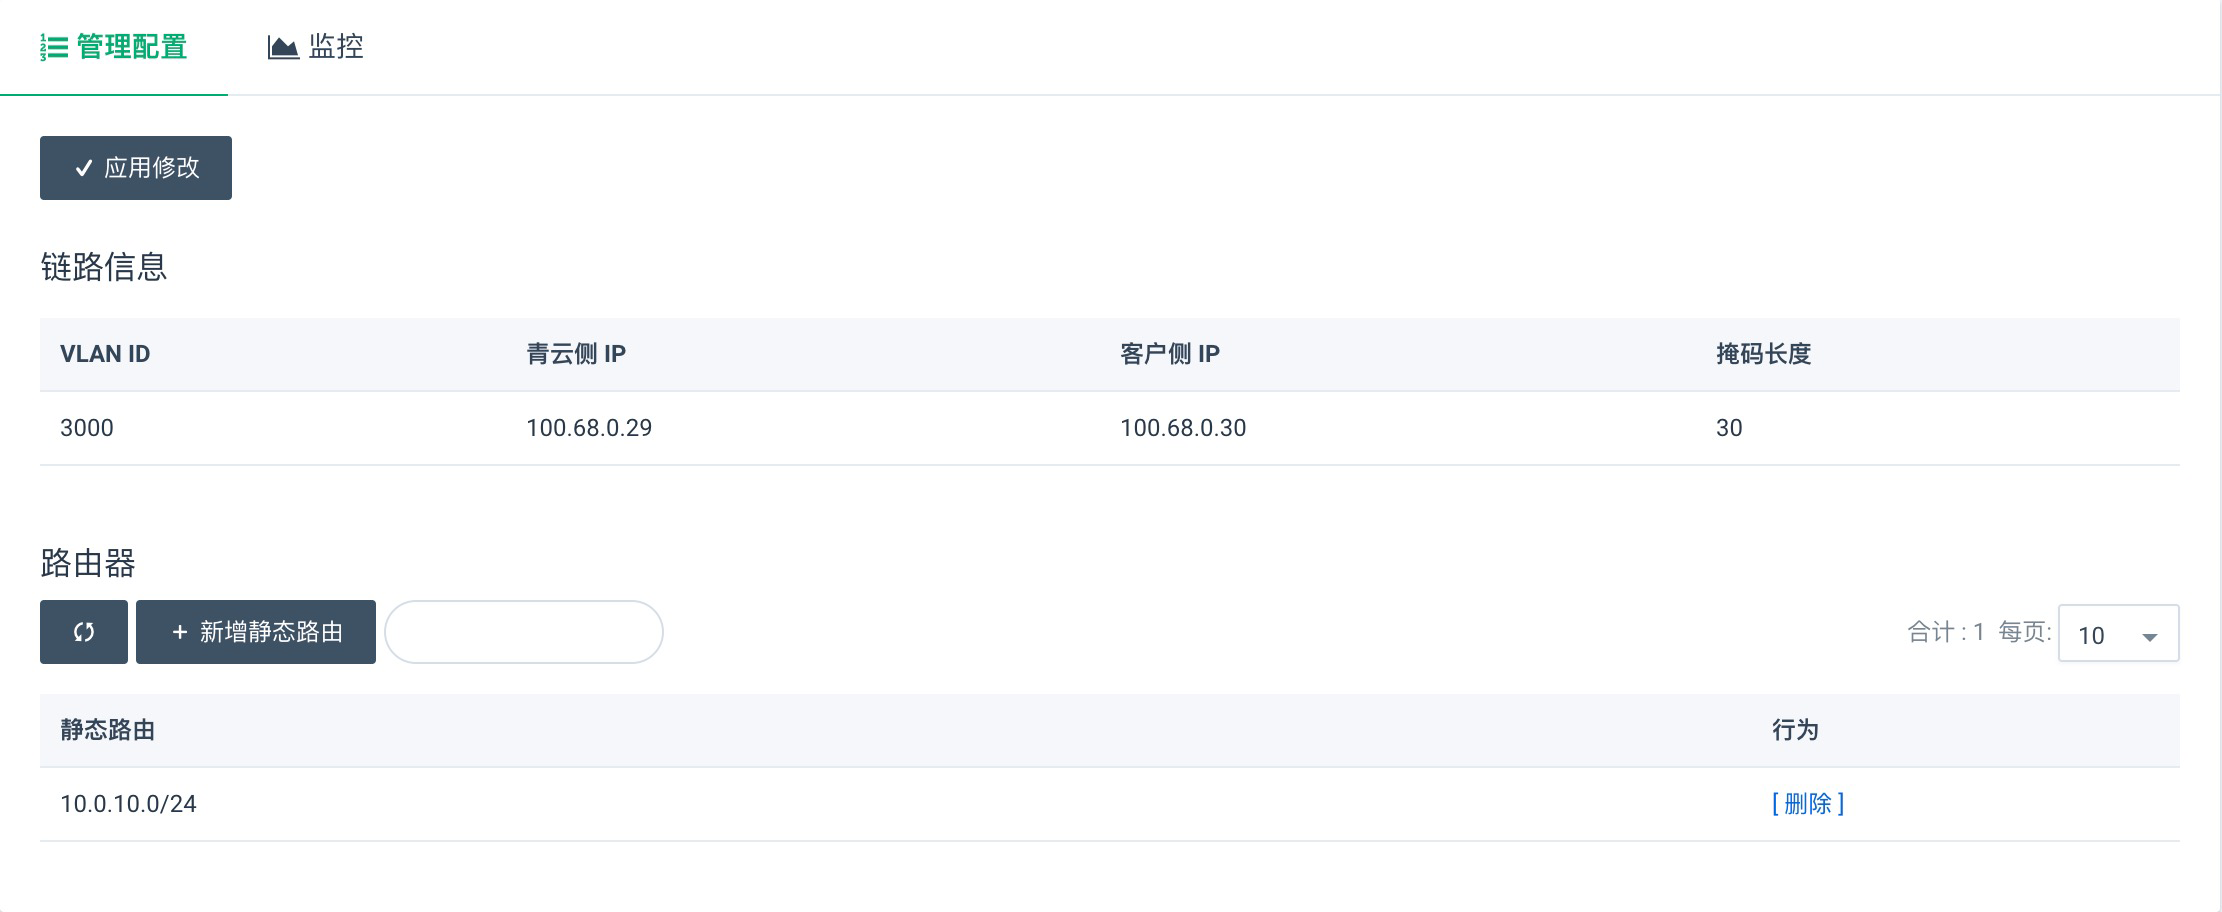 管理配置 监控
应用修改
链路信息
VLAN ID 青云侧 IP 客户侧 IP 掩码长度
3000 100.68.0.29 100.68.0.30 30
路由器
+ 新增静态路由 合计 : 1 每页: 10
静态路由 行为
10.0.10.0/24 [ 删除 ]